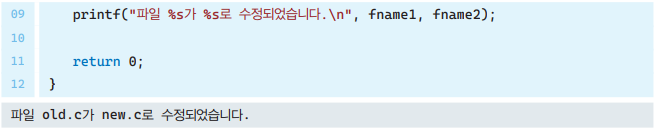 09 printf("파일 %s가 %s로 수정되었습니다.\n", fname1, fname2);
10
11 return 0;
12 }
파일 old.c가 new.c로 수정되었습니다.